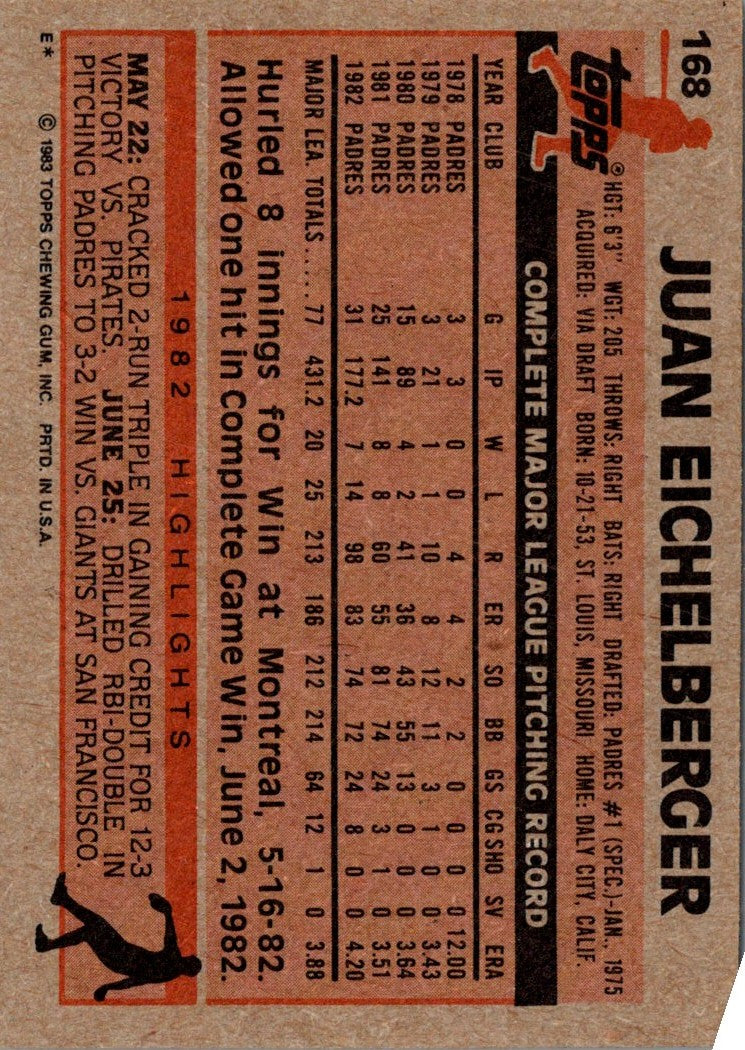 168
JUAN EICHELBERGER
TOPPS®
HGT: 6'3" WGT: 205 THROWS: RIGHT BATS: RIGHT DRAFTED: PADRES #1 (SPEC.)-JAN., 1975
ACQUIRED: VIA DRAFT BORN: 10-21-53, ST. LOUIS, MISSOURI HOME: DALY CITY, CALIF.
COMPLETE MAJOR LEAGUE PITCHING RECORD
YEAR CLUB G IP W L R ER SO BB GS CG SHO SV ERA
1978 PADRES 3 3 0 0 4 4 2 2 0 0 0 0 12.00
1979 PADRES 3 21 1 1 10 8 12 11 3 1 0 0 3.43
1980 PADRES 15 89 4 2 41 36 43 55 13 0 0 0 3.64
1981 PADRES 25 141 8 8 60 55 81 74 24 3 1 0 3.51
1982 PADRES 31 177.2 7 14 98 83 74 72 24 8 0 0 4.20
MAJOR LEA. TOTALS..... 77 431.2 20 25 213 186 212 214 64 12 1 0 3.88
Hurled 8 innings for Win at Montreal, 5-16-82.
Allowed one hit in Complete Game Win, June 2, 1982.
1982 HIGHLIGHTS
MAY 22: CRACKED 2-RUN TRIPLE IN GAINING CREDIT FOR 12-3
VICTORY VS. PIRATES. JUNE 25: DRILLED RBI-DOUBLE IN
PITCHING PADRES TO 3-2 WIN VS. GIANTS AT SAN FRANCISCO.
E* © 1983 TOPPS CHEWING GUM, INC. PRTD. IN U.S.A.